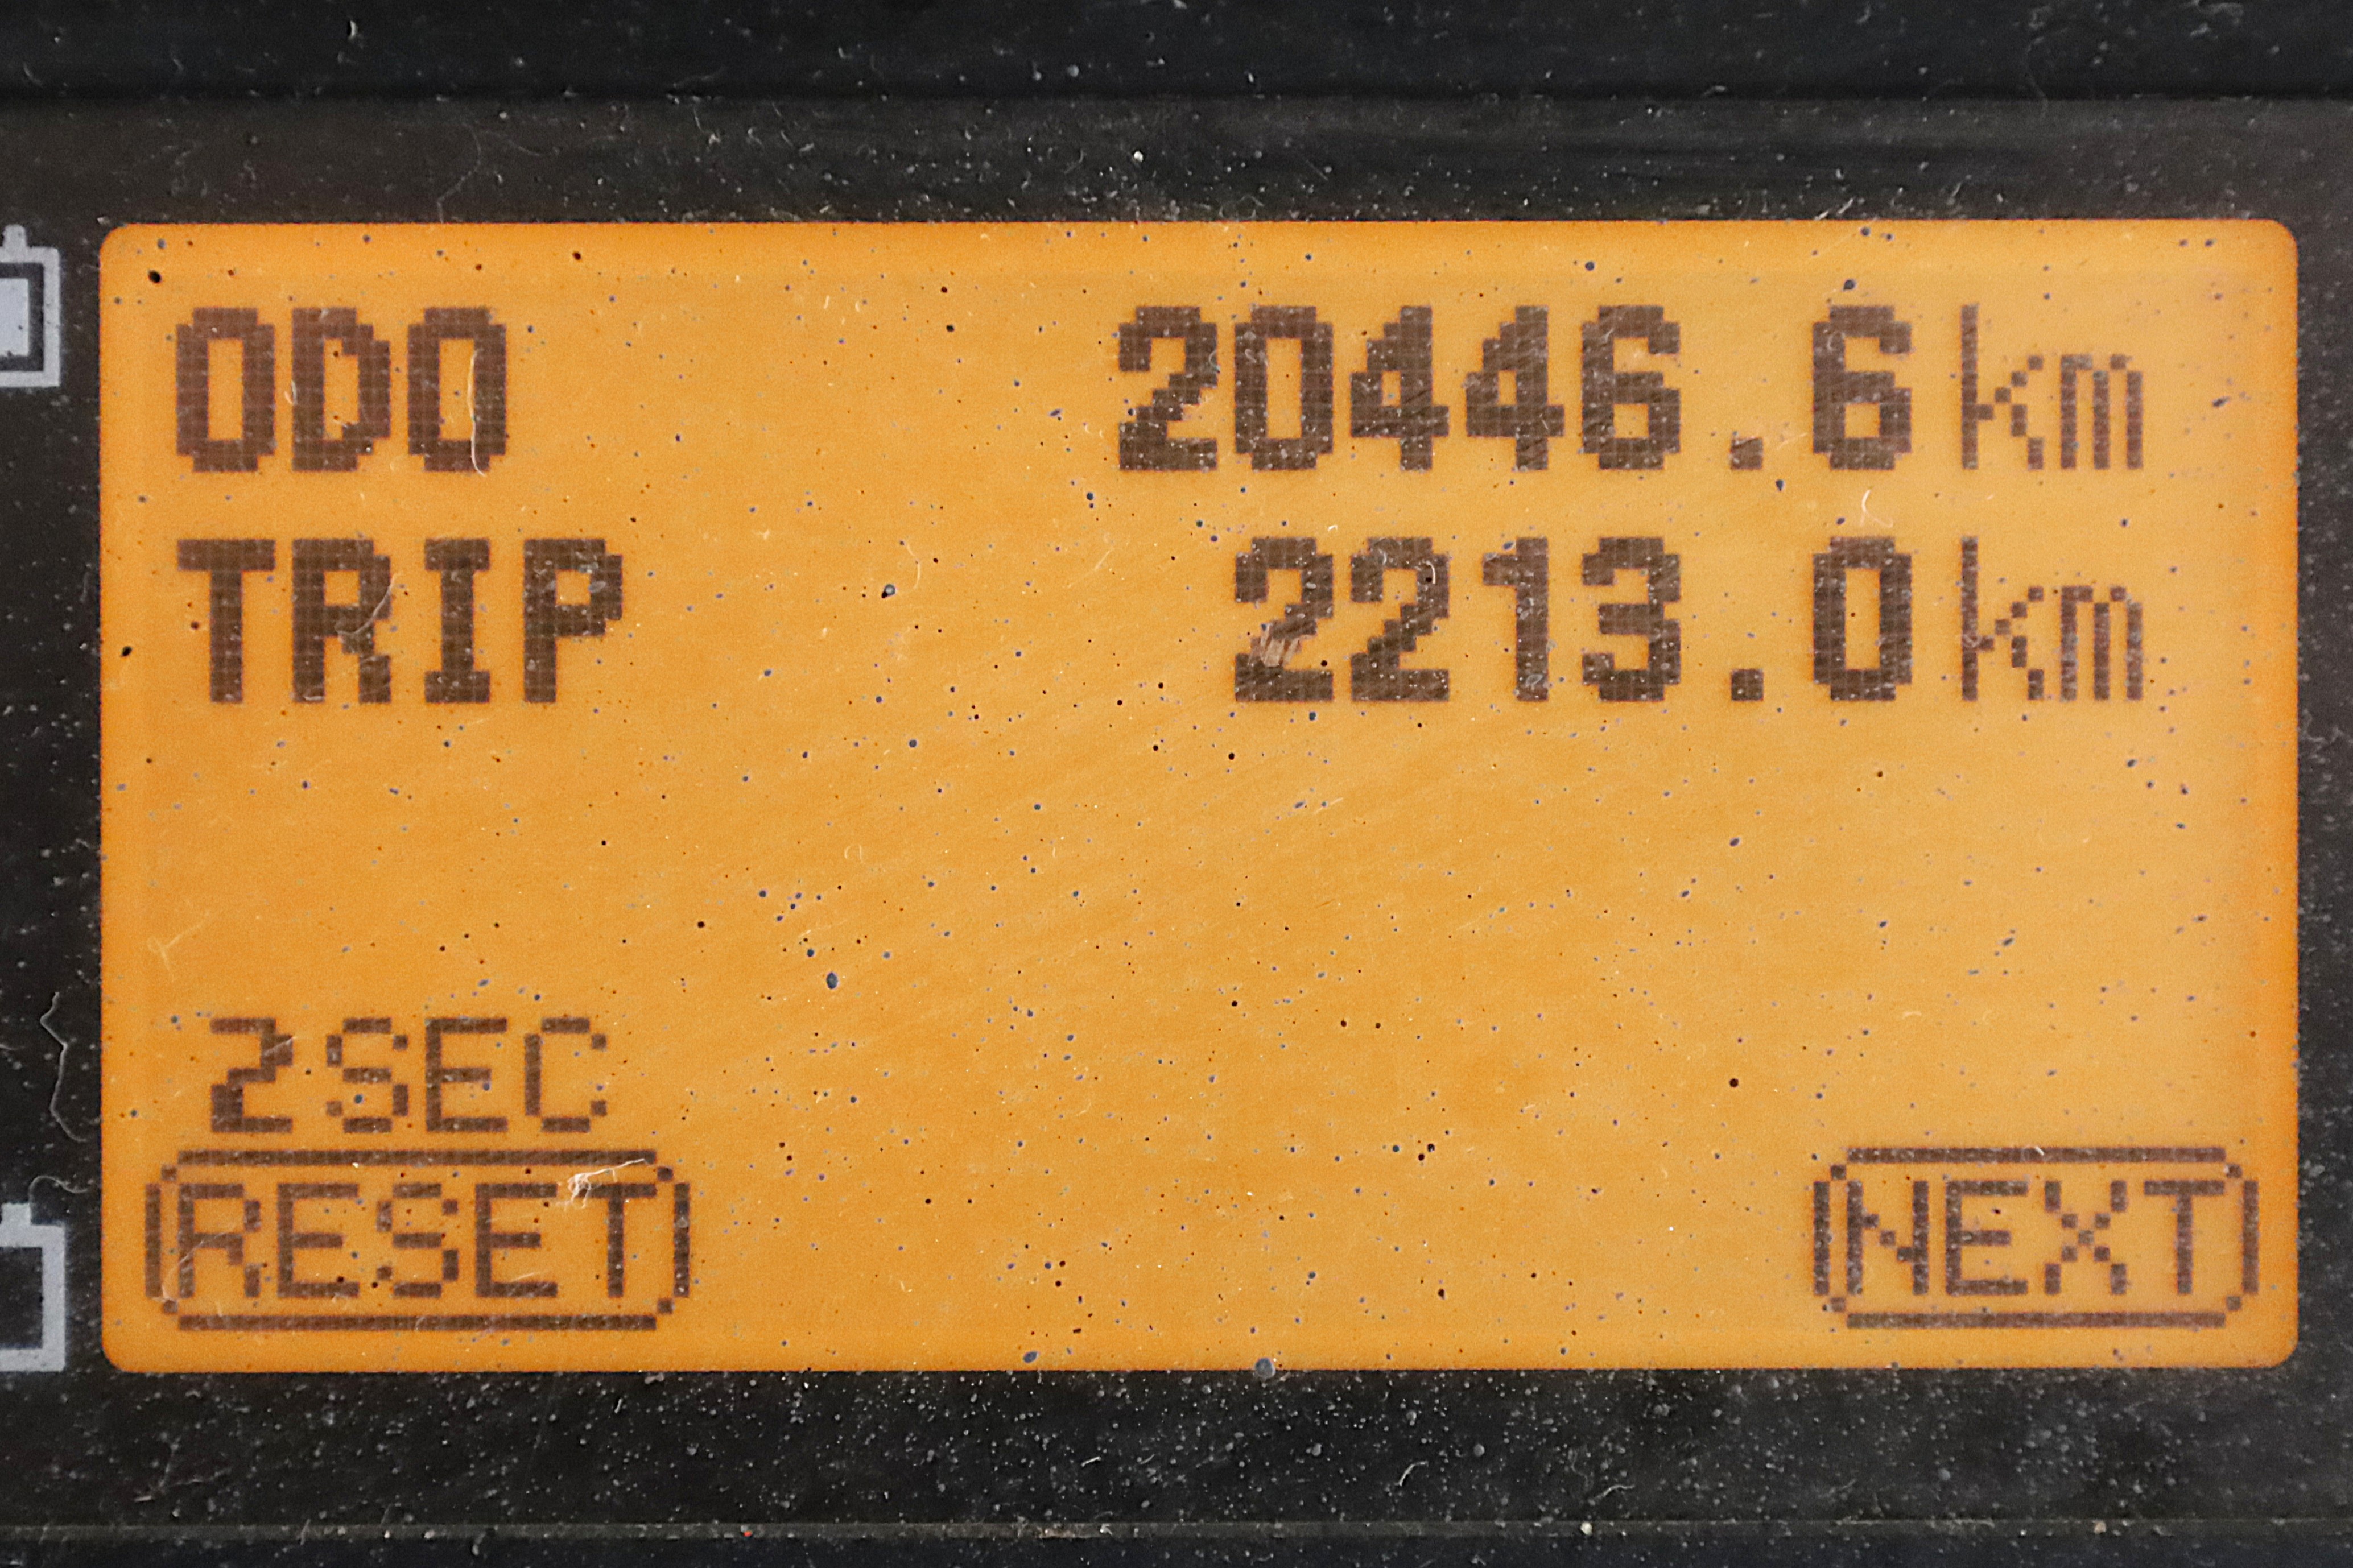 ODO 20446.6km
TRIP 2213.0km
2SEC
RESET NEXT